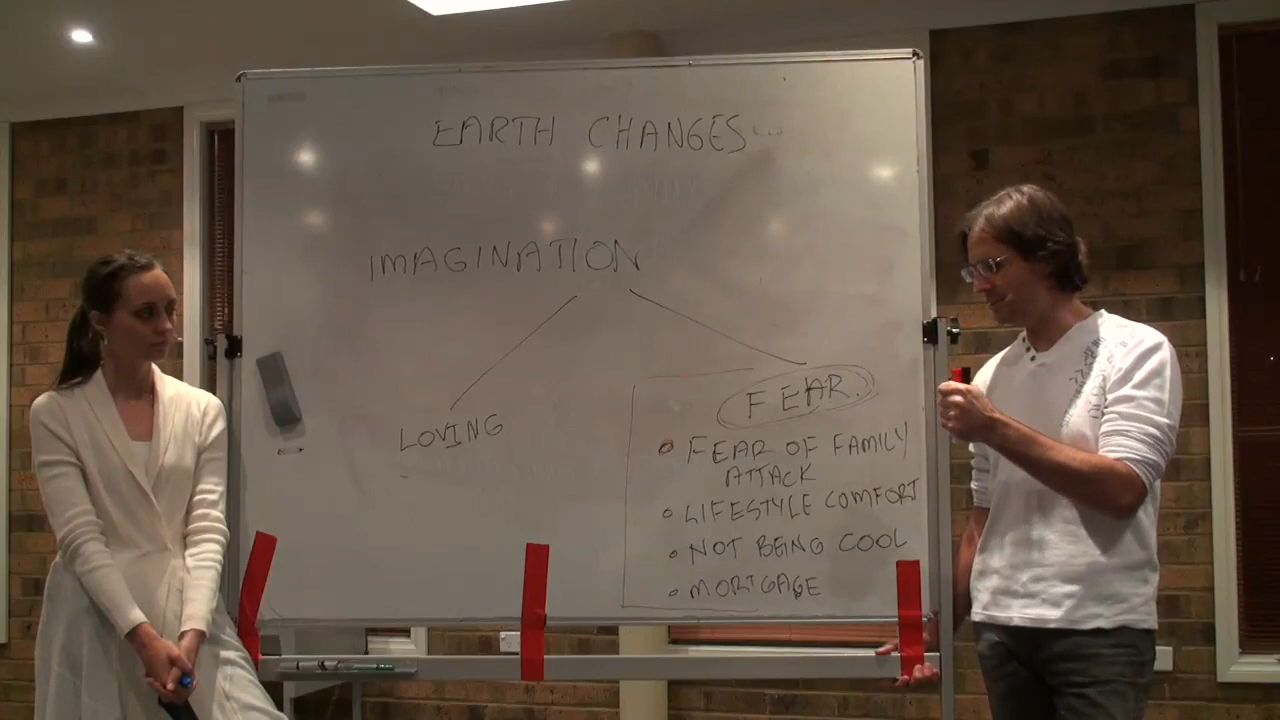 EARTH CHANGES...
IMAGINATION
LOVING
FEAR.
FEAR OF FAMILY
ATTACK
LIFESTYLE COMFORT
NOT BEING COOL
MORTGAGE